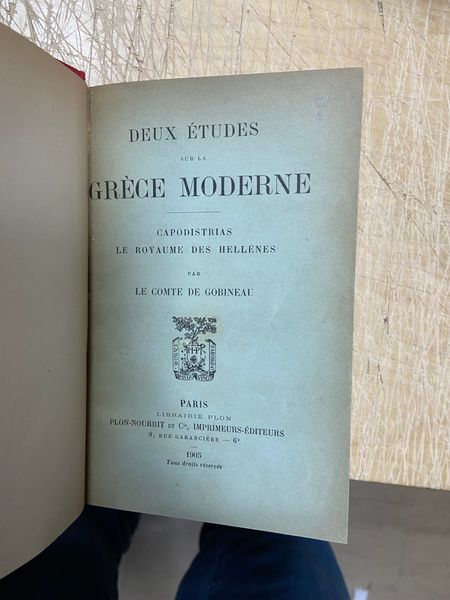 DEUX ÉTUDES
SUR LA
GRÈCE MODERNE
CAPODISTRIAS
LE ROYAUME DES HELLÈNES
PAR
LE COMTE DE GOBINEAU
LABOR
PARIS
LIBRAIRIE PLON
PLON-NOURRIT ET Cie, IMPRIMEURS-ÉDITEURS
8, RUE GARANCIÈRE — 6e
1905
Tous droits réservés